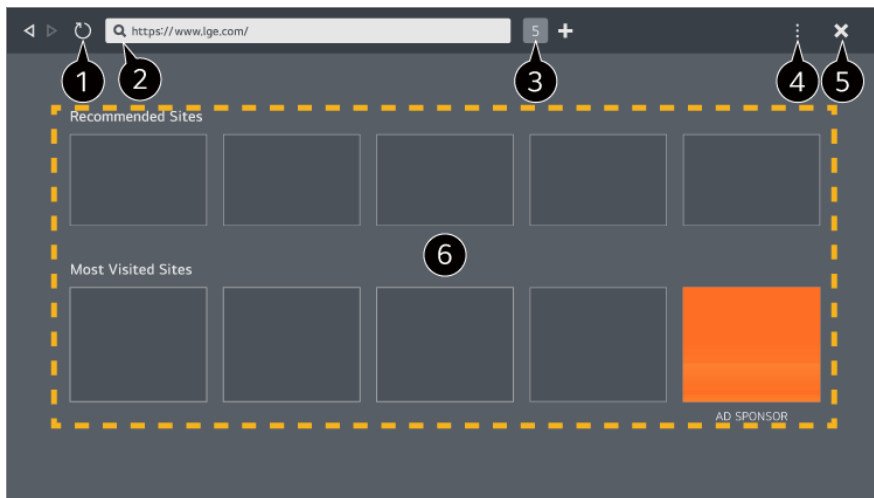 https://www.lge.com/ 5
1 2 3 4 5
Recommended Sites
6
Most Visited Sites
AD SPONSOR